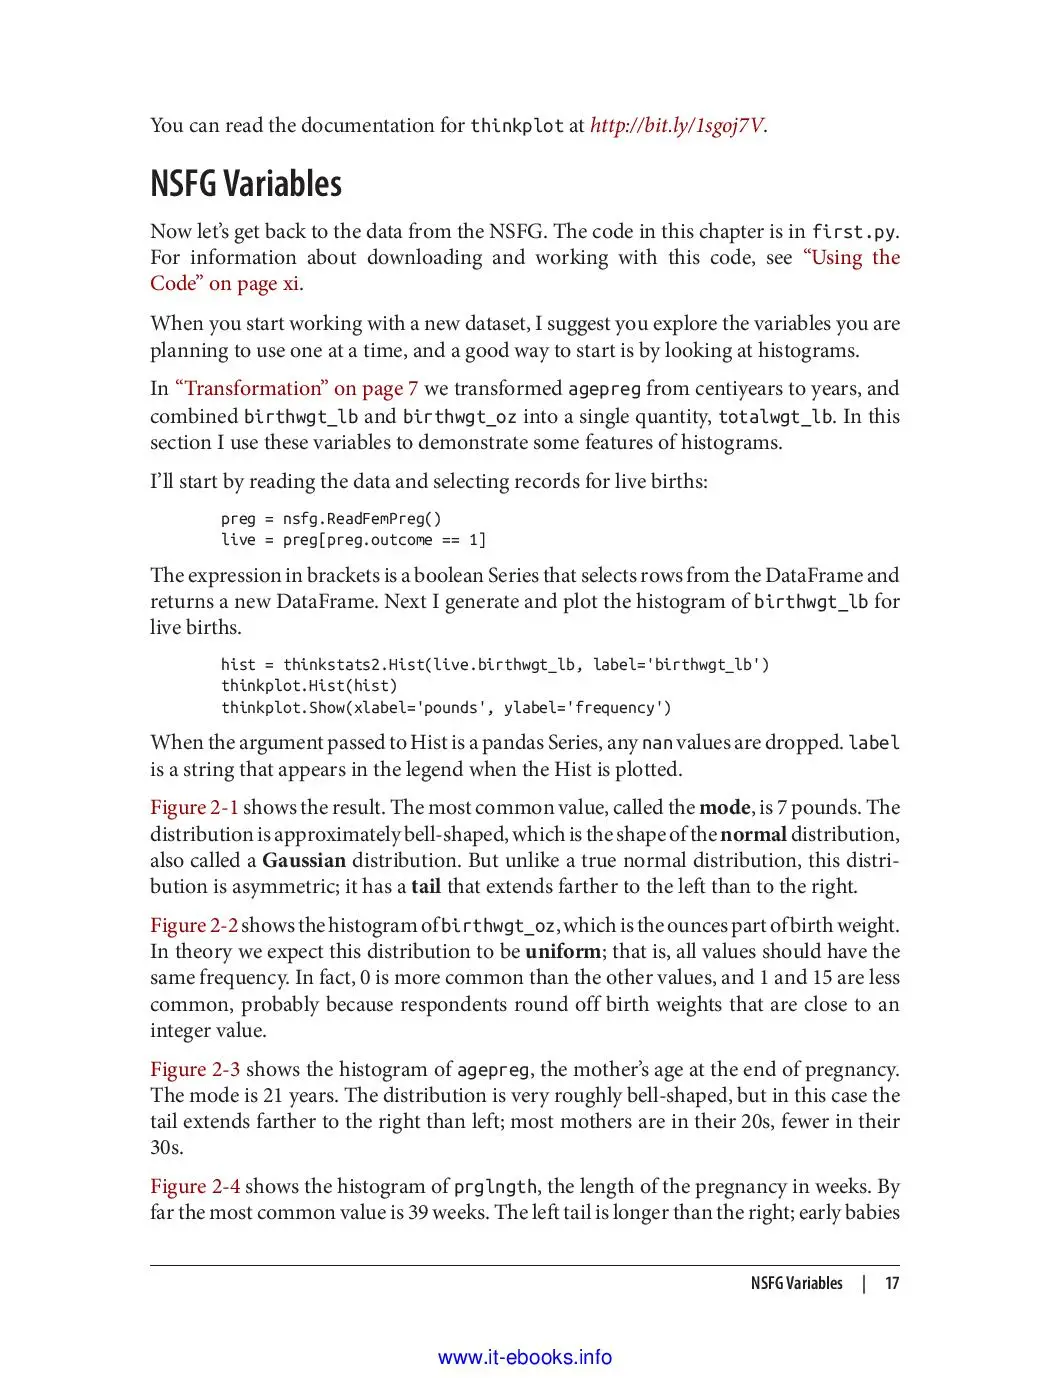 You can read the documentation for thinkplot at http://bit.ly/1sgoj7V.
NSFG Variables
Now let’s get back to the data from the NSFG. The code in this chapter is in first.py.
For information about downloading and working with this code, see “Using the
Code” on page xi.
When you start working with a new dataset, I suggest you explore the variables you are
planning to use one at a time, and a good way to start is by looking at histograms.
In “Transformation” on page 7 we transformed agepreg from centiyears to years, and
combined birthwgt_lb and birthwgt_oz into a single quantity, totalwgt_lb. In this
section I use these variables to demonstrate some features of histograms.
I’ll start by reading the data and selecting records for live births:
preg = nsfg.ReadFemPreg()
live = preg[preg.outcome == 1]
The expression in brackets is a boolean Series that selects rows from the DataFrame and
returns a new DataFrame. Next I generate and plot the histogram of birthwgt_lb for
live births.
hist = thinkstats2.Hist(live.birthwgt_lb, label='birthwgt_lb')
thinkplot.Hist(hist)
thinkplot.Show(xlabel='pounds', ylabel='frequency')
When the argument passed to Hist is a pandas Series, any nan values are dropped. label
is a string that appears in the legend when the Hist is plotted.
Figure 2-1 shows the result. The most common value, called the mode, is 7 pounds. The
distribution is approximately bell-shaped, which is the shape of the normal distribution,
also called a Gaussian distribution. But unlike a true normal distribution, this distri-
bution is asymmetric; it has a tail that extends farther to the left than to the right.
Figure 2-2 shows the histogram of birthwgt_oz, which is the ounces part of birth weight.
In theory we expect this distribution to be uniform; that is, all values should have the
same frequency. In fact, 0 is more common than the other values, and 1 and 15 are less
common, probably because respondents round off birth weights that are close to an
integer value.
Figure 2-3 shows the histogram of agepreg, the mother’s age at the end of pregnancy.
The mode is 21 years. The distribution is very roughly bell-shaped, but in this case the
tail extends farther to the right than left; most mothers are in their 20s, fewer in their
30s.
Figure 2-4 shows the histogram of prglngth, the length of the pregnancy in weeks. By
far the most common value is 39 weeks. The left tail is longer than the right; early babies
NSFG Variables | 17
www.it-ebooks.info